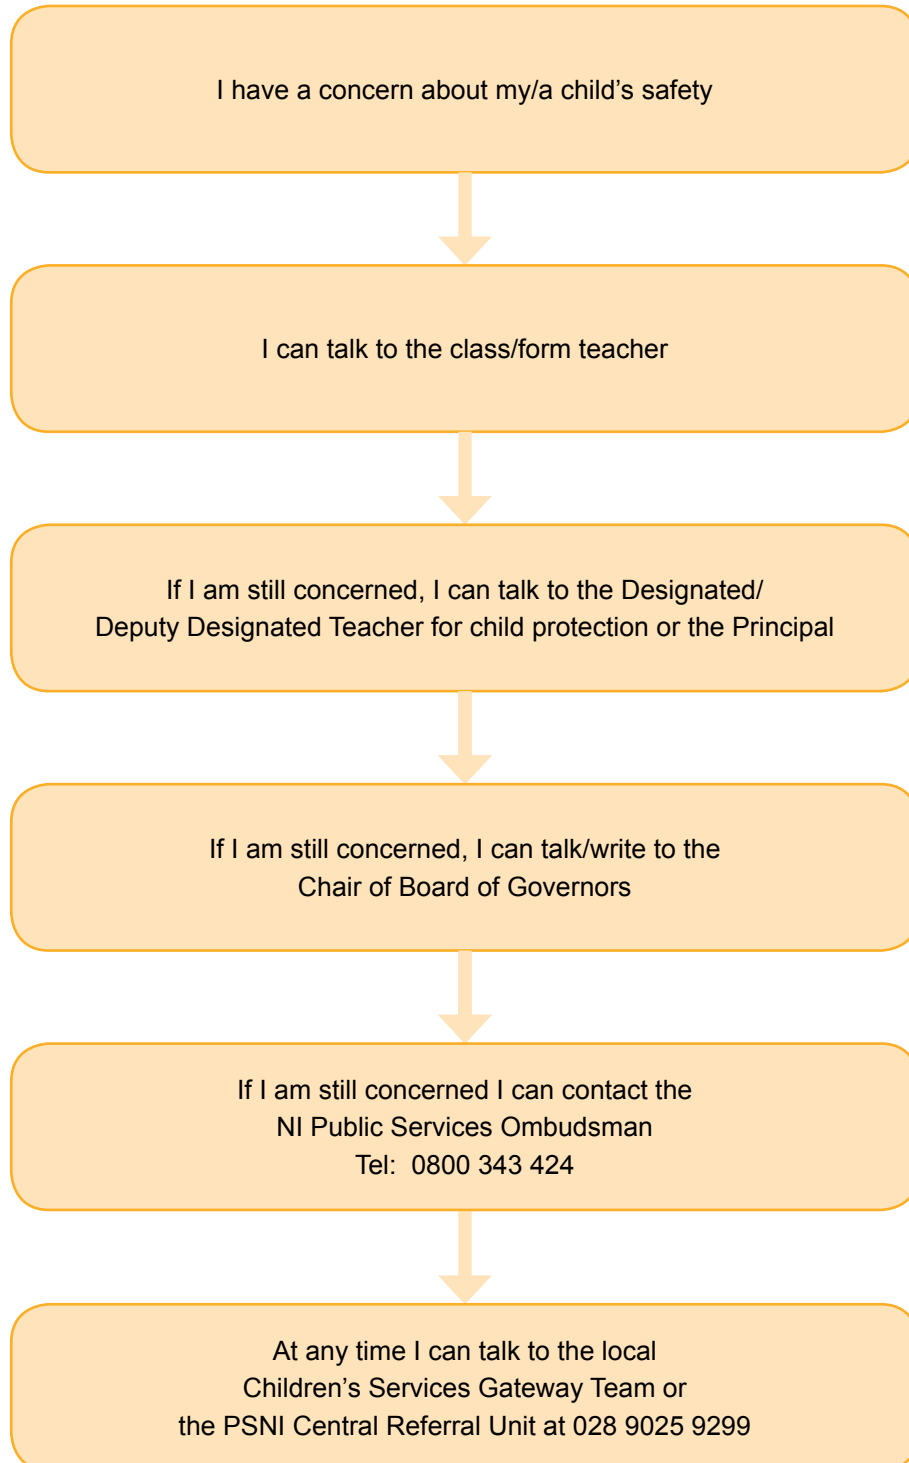 I have a concern about my/a child’s safety
I can talk to the class/form teacher
If I am still concerned, I can talk to the Designated/
Deputy Designated Teacher for child protection or the Principal
If I am still concerned, I can talk/write to the
Chair of Board of Governors
If I am still concerned I can contact the
NI Public Services Ombudsman
Tel:  0800 343 424
At any time I can talk to the local
Children’s Services Gateway Team or
the PSNI Central Referral Unit at 028 9025 9299